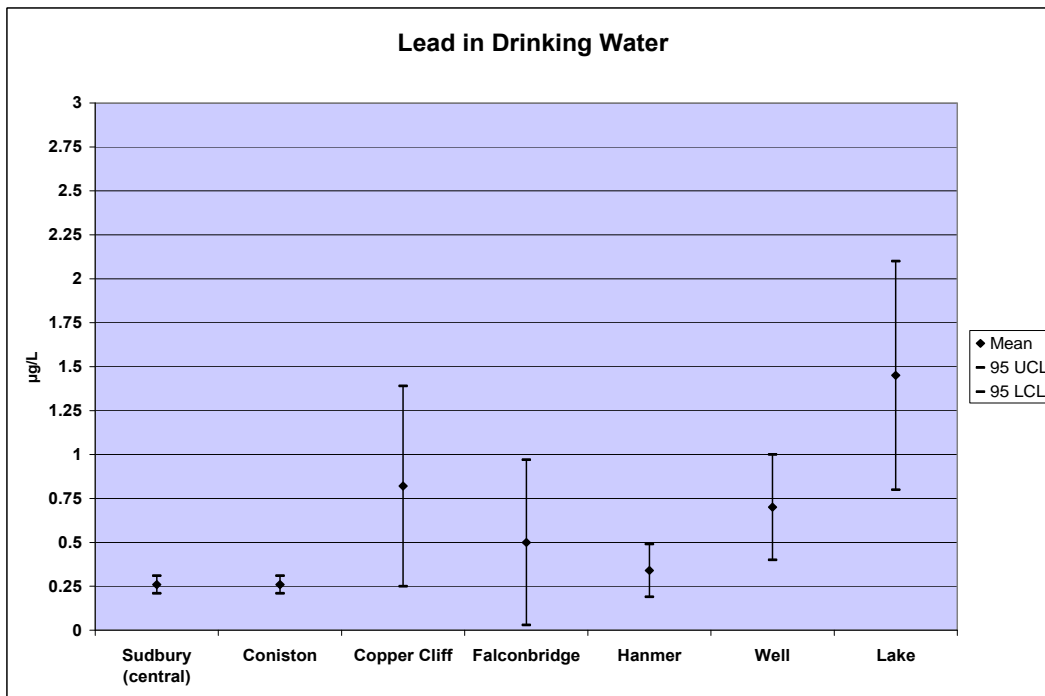 Lead in Drinking Water
3
2.75
2.5
2.25
2
1.75
1.5
1.25
1
0.75
0.5
0.25
0
µg/L
Sudbury
(central)
Coniston
Copper Cliff
Falconbridge
Hanmer
Well
Lake
Mean
95 UCL
95 LCL